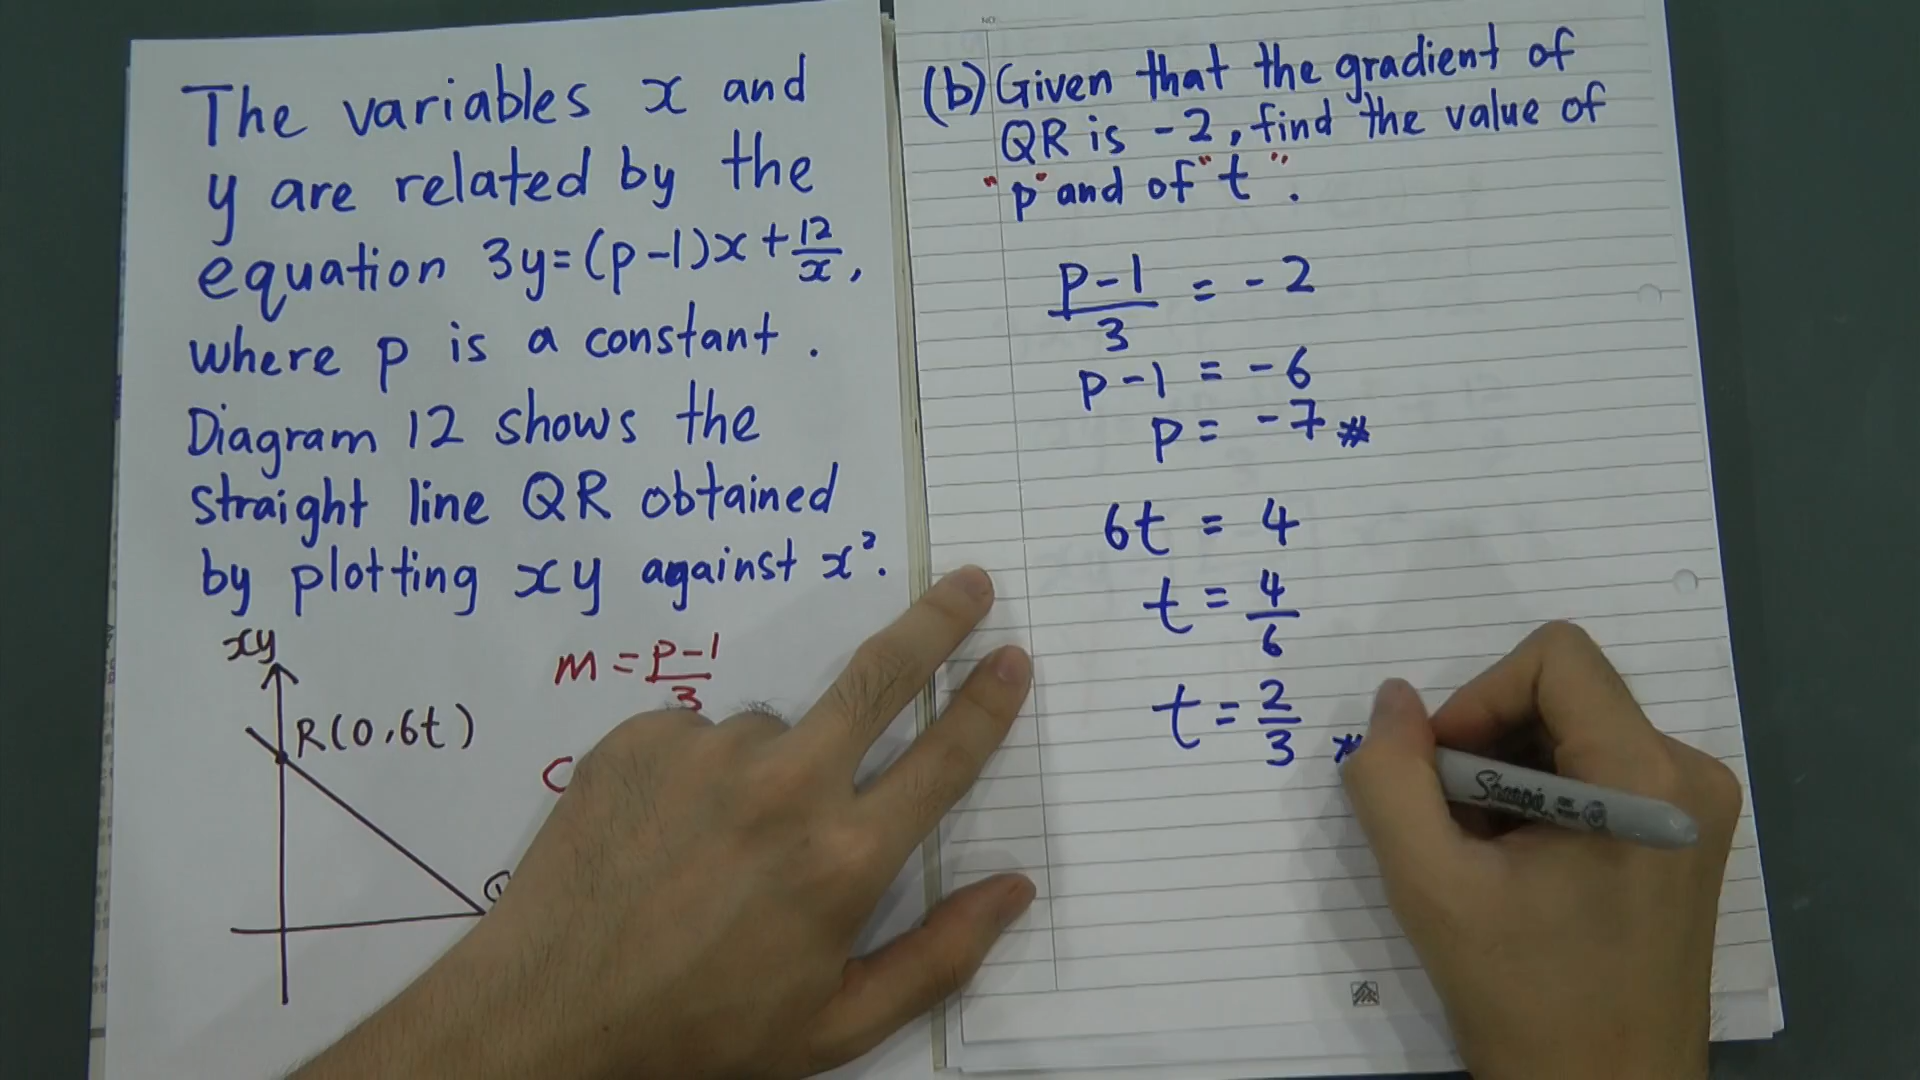 The variables x and
y are related by the
equation 3y=(p-1)x+12/x,
where p is a constant.
Diagram 12 shows the
straight line QR obtained
by plotting xy against x².
xy
R(0,6t)
m = p-1/3
C
NO
(b) Given that the gradient of
QR is -2, find the value of
"p" and of "t".
p-1/3 = -2
p-1 = -6
p = -7 #
6t = 4
t = 4/6
t = 2/3 #
Sharpie